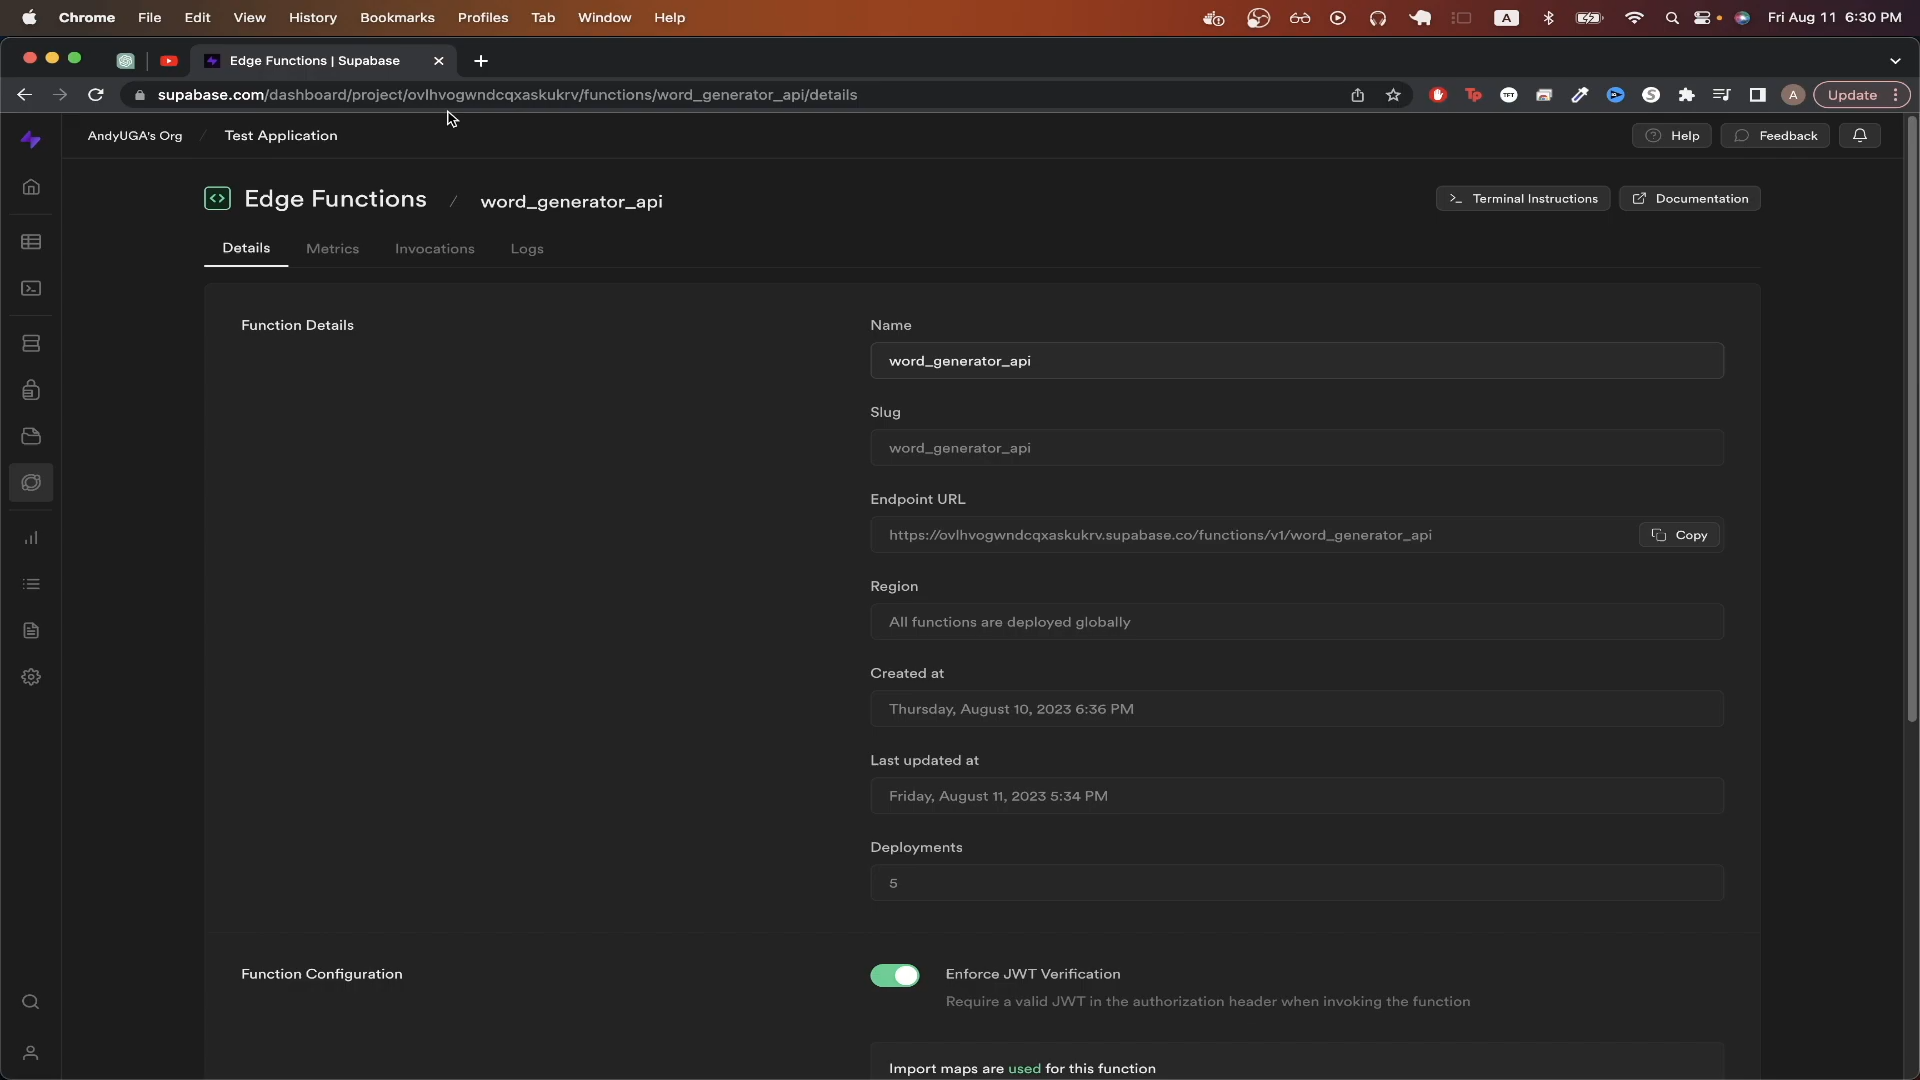 Chrome File Edit View History Bookmarks Profiles Tab Window Help A Fri Aug 11 6:30 PM
Edge Functions | Supabase
supabase.com/dashboard/project/ovlhvogwndcqxaskukrv/functions/word_generator_api/details Tp TFT S A Update
AndyUGA's Org / Test Application Help Feedback
Edge Functions / word_generator_api Terminal Instructions Documentation
Details Metrics Invocations Logs
Function Details
Name
word_generator_api
Slug
word_generator_api
Endpoint URL
https://ovlhvogwndcqxaskukrv.supabase.co/functions/v1/word_generator_api Copy
Region
All functions are deployed globally
Created at
Thursday, August 10, 2023 6:36 PM
Last updated at
Friday, August 11, 2023 5:34 PM
Deployments
5
Function Configuration
Enforce JWT Verification
Require a valid JWT in the authorization header when invoking the function
Import maps are used for this function